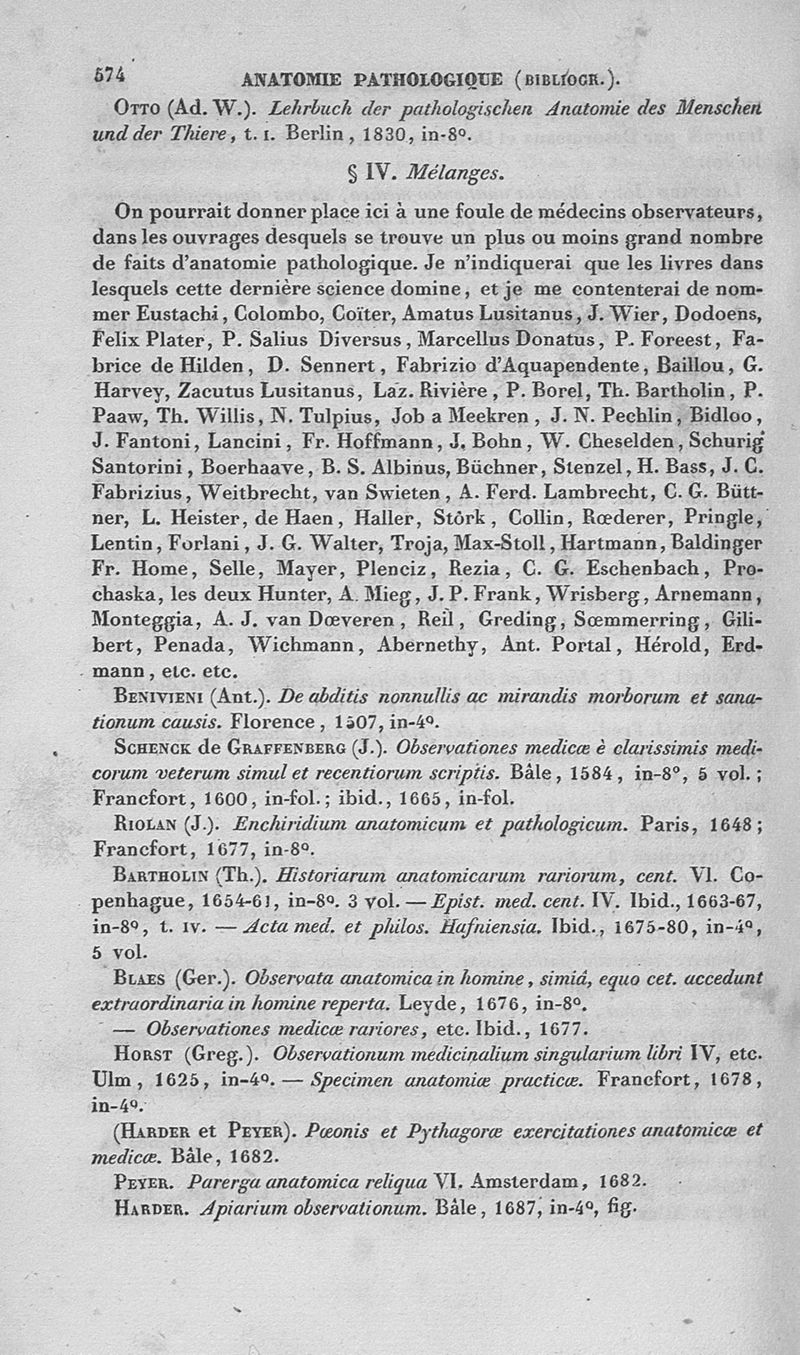 574 ANATOMIE PATHOLOGIQUE (BIBLIOGR.).
OTTO (Ad. W.). Lehrbuch der pathologischen Anatomie des Menschen
und der Thiere, t. I. Berlin, 1830, in-8º.
§ IV. Mélanges.
On pourrait donner place ici à une foule de médecins observateurs,
dans les ouvrages desquels se trouve un plus ou moins grand nombre
de faits d'anatomie pathologique. Je n'indiquerai que les livres dans
lesquels cette dernière science domine, et je me contenterai de nom-
mer Eustachi, Colombo, Coïter, Amatus Lusitanus, J. Wier, Dodoens,
Felix Plater, P. Salius Diversus, Marcellus Donatus, P. Foreest, Fa-
brice de Hilden, D. Sennert, Fabrizio d'Aquapendente, Baillou, G.
Harvey, Zacutus Lusitanus, Laz. Rivière, P. Borel, Th. Bartholin, P.
Paaw, Th. Willis, N. Tulpius, Job a Meekren, J. N. Pechlin, Bidloo,
J. Fantoni, Lancini, Fr. Hoffmann, J. Bohn, W. Cheselden, Schurig
Santorini, Boerhaave, B. S. Albinus, Büchner, Stenzel, H. Bass, J. C.
Fabrizius, Weitbrecht, van Swieten, A. Ferd. Lambrecht, C. G. Bütt-
ner, L. Heister, de Haen, Haller, Störk, Collin, Rœderer, Pringle,
Lentin, Forlani, J. G. Walter, Troja, Max-Stoll, Hartmann, Baldinger
Fr. Home, Selle, Mayer, Plenciz, Rezia, C. G. Eschenbach, Pro-
chaska, les deux Hunter, A. Mieg, J. P. Frank, Wrisberg, Arnemann,
Monteggia, A. J. van Dœveren, Reil, Greding, Sœmmerring, Gili-
bert, Penada, Wichmann, Abernethy, Ant. Portal, Hérold, Erd-
mann, etc. etc.
BENIVIENI (Ant.). De abditis nonnullis ac mirandis morborum et sana-
tionum causis. Florence, 1507, in-4º.
SCHENCK de GRAFFENBERG (J.). Observationes medicæ è clarissimis medi-
corum veterum simul et recentiorum scriptis. Bâle, 1584, in-8º, 5 vol.;
Francfort, 1600, in-fol.; ibid., 1665, in-fol.
RIOLAN (J.). Enchiridium anatomicum et pathologicum. Paris, 1648;
Francfort, 1677, in-8º.
BARTHOLIN (Th.). Historiarum anatomicarum rariorum, cent. VI. Co-
penhague, 1654-61, in-8º. 3 vol. — Epist. med. cent. IV. Ibid., 1663-67,
in-8º, t. IV. — Acta med. et philos. Hafniensia. Ibid., 1675-80, in-4º,
5 vol.
BLAES (Ger.). Observata anatomica in homine, simiâ, equo cet. accedunt
extraordinaria in homine reperta. Leyde, 1676, in-8º.
— Observationes medicæ rariores, etc. Ibid., 1677.
HORST (Greg.). Observationum medicinalium singularium libri IV, etc.
Ulm, 1625, in-4º. — Specimen anatomiæ practicæ. Francfort, 1678,
in-4º.
(HARDER et PEYER). Pæonis et Pythagoræ exercitationes anatomicæ et
medicæ. Bâle, 1682.
PEYER. Parerga anatomica reliqua VI. Amsterdam, 1682.
HARDER. Apiarium observationum. Bâle, 1687, in-4º, fig.